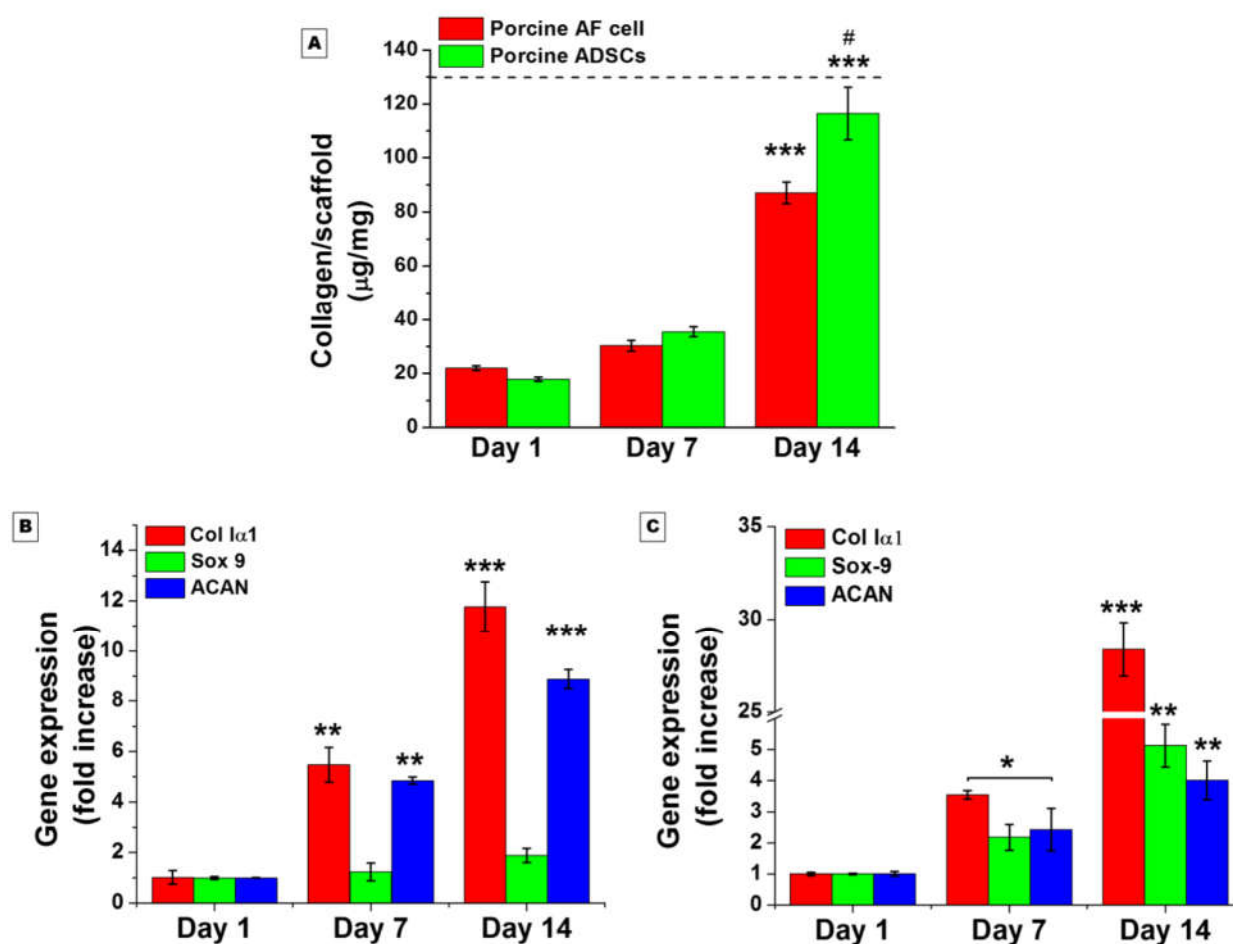 A
Porcine AF cell
Porcine ADSCs
#
***
***
Collagen/scaffold
(µg/mg)
140
120
100
80
60
40
20
0
Day 1 Day 7 Day 14
B
Col Iα1
Sox 9
ACAN
Gene expression
(fold increase)
14
12
10
8
6
4
2
0
**
**
***
***
Day 1 Day 7 Day 14
C
Col Iα1
Sox-9
ACAN
Gene expression
(fold increase)
35
30
25
5
4
3
2
1
0
*
***
**
**
Day 1 Day 7 Day 14